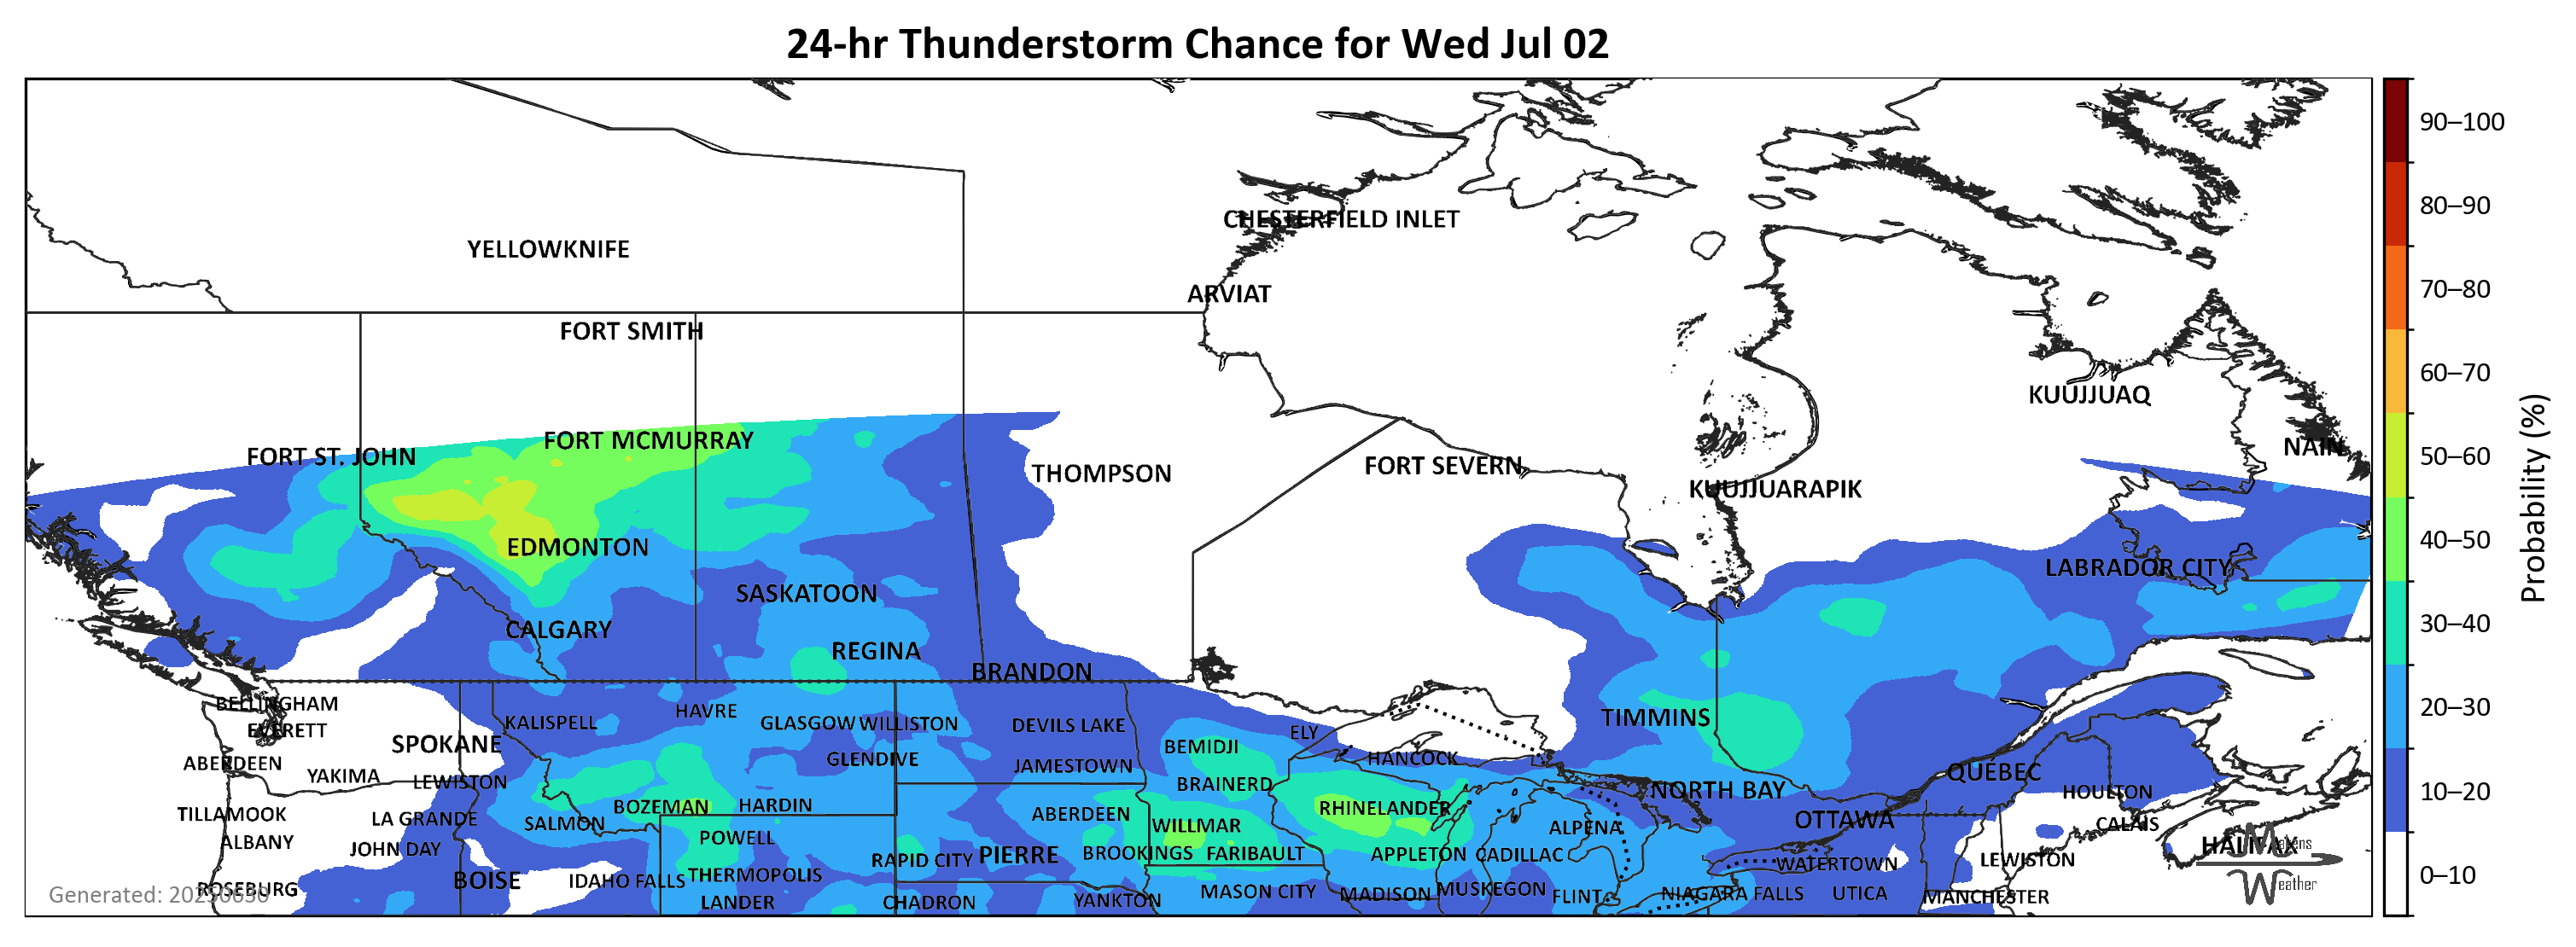 24-hr Thunderstorm Chance for Wed Jul 02
CHESTERFIELD INLET
YELLOWKNIFE
ARVIAT
FORT SMITH
KUUJJUAQ
FORT MCMURRAY
NAIN
FORT ST. JOHN
FORT SEVERN
THOMPSON
KUUJJUARAPIK
EDMONTON
LABRADOR CITY
SASKATOON
CALGARY
REGINA
BRANDON
BELLINGHAM
KALISPELL
HAVRE
TIMMINS
GLASGOW
WILLISTON
DEVILS LAKE
EVERETT
ELY
SPOKANE
BEMIDJI
ABERDEEN
GLENDIVE
JAMESTOWN
HANCOCK
QUEBEC
YAKIMA
LEWISTON
BRAINERD
NORTH BAY
HOULTON
BOZEMAN
HARDIN
RHINELANDER
TILLAMOOK
LA GRANDE
SALMON
ABERDEEN
WILLMAR
ALPENA
OTTAWA
CALAIS
ALBANY
POWELL
HALIFAX
JOHN DAY
RAPID CITY
PIERRE
BROOKINGS
FARIBAULT
APPLETON
CADILLAC
WATERTOWN
LEWISTON
BOISE
IDAHO FALLS
THERMOPOLIS
ROSEBURG
LANDER
CHADRON
YANKTON
MASON CITY
MADISON
MUSKEGON
FLINT
NIAGARA FALLS
UTICA
MANCHESTER
Generated: 20250630
Makens
Weather
90–100
80–90
70–80
60–70
50–60
40–50
30–40
20–30
10–20
0–10
Probability (%)